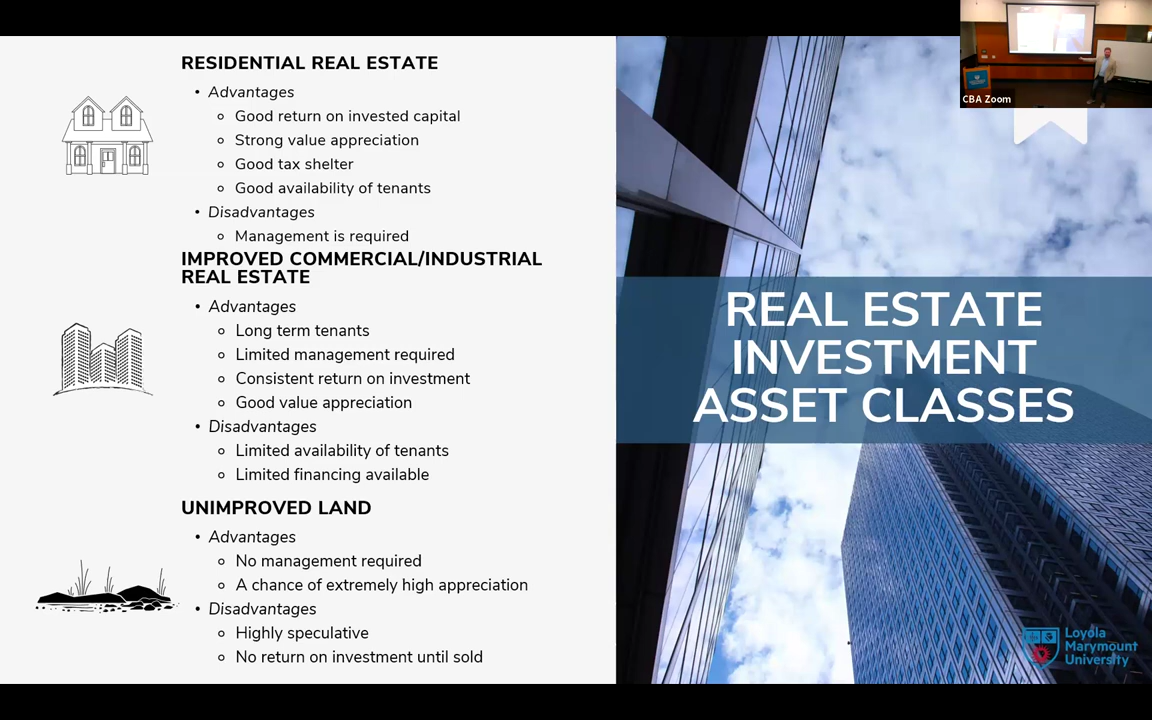 RESIDENTIAL REAL ESTATE
• Advantages
Good return on invested capital
Strong value appreciation
Good tax shelter
Good availability of tenants
• Disadvantages
Management is required
IMPROVED COMMERCIAL/INDUSTRIAL
REAL ESTATE
• Advantages
Long term tenants
Limited management required
Consistent return on investment
Good value appreciation
• Disadvantages
Limited availability of tenants
Limited financing available
UNIMPROVED LAND
• Advantages
No management required
A chance of extremely high appreciation
• Disadvantages
Highly speculative
No return on investment until sold
CBA Zoom
REAL ESTATE
INVESTMENT
ASSET CLASSES
Loyola
Marymount
University